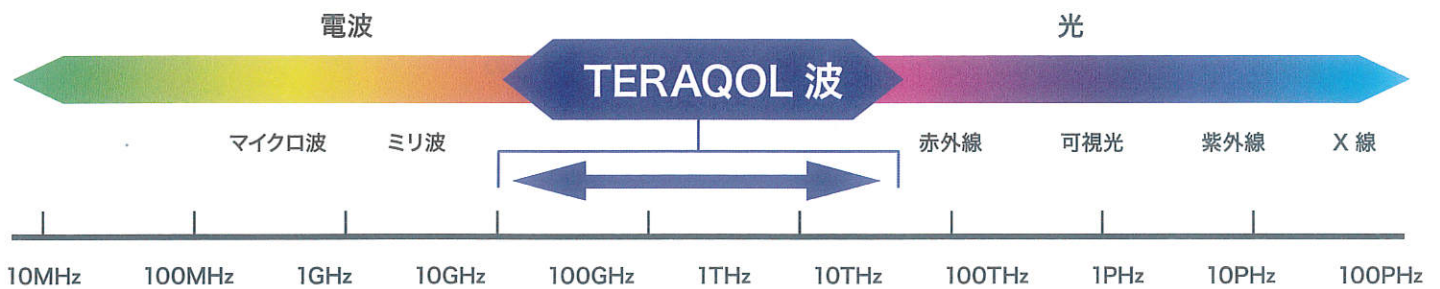 電波 光
TERAQOL 波
マイクロ波 ミリ波 赤外線 可視光 紫外線 X 線
10MHz 100MHz 1GHz 10GHz 100GHz 1THz 10THz 100THz 1PHz 10PHz 100PHz